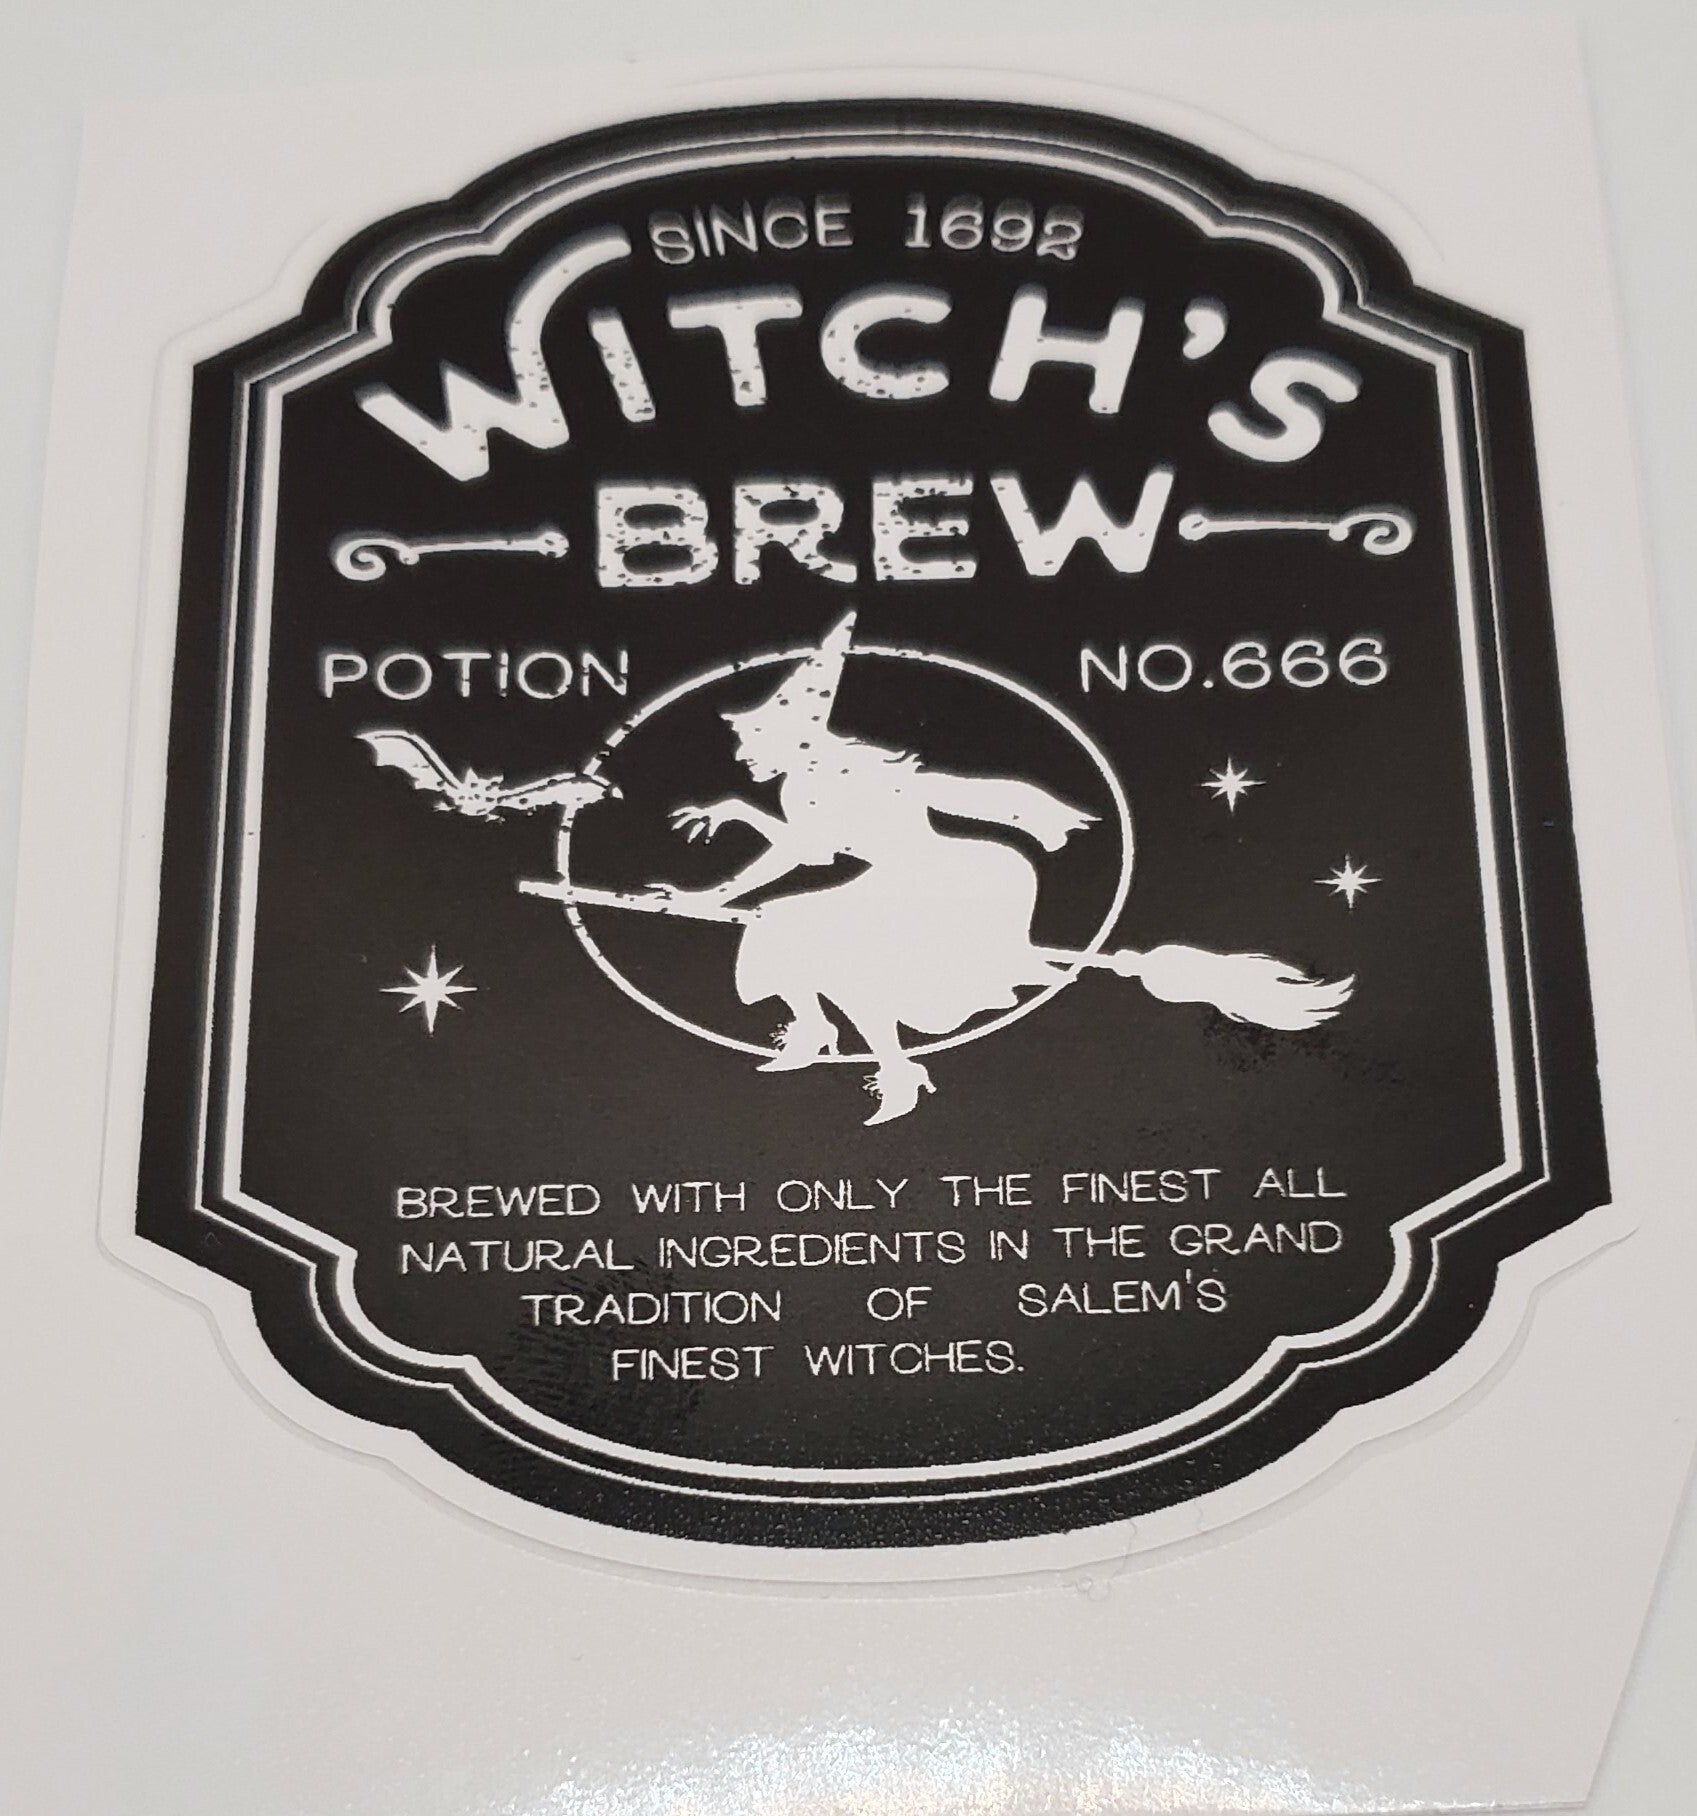 SINCE 1692
WITCH'S
BREW
POTION NO.666
BREWED WITH ONLY THE FINEST ALL
NATURAL INGREDIENTS IN THE GRAND
TRADITION OF SALEM'S
FINEST WITCHES.